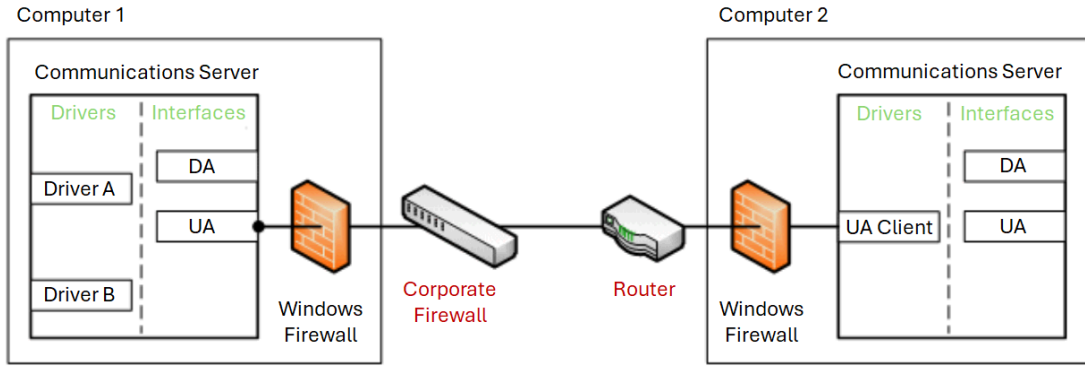 Computer 1
Computer 2
Communications Server
Communications Server
Drivers
Interfaces
Drivers
Interfaces
DA
DA
Driver A
UA
UA Client
UA
Driver B
Windows
Firewall
Corporate
Firewall
Router
Windows
Firewall